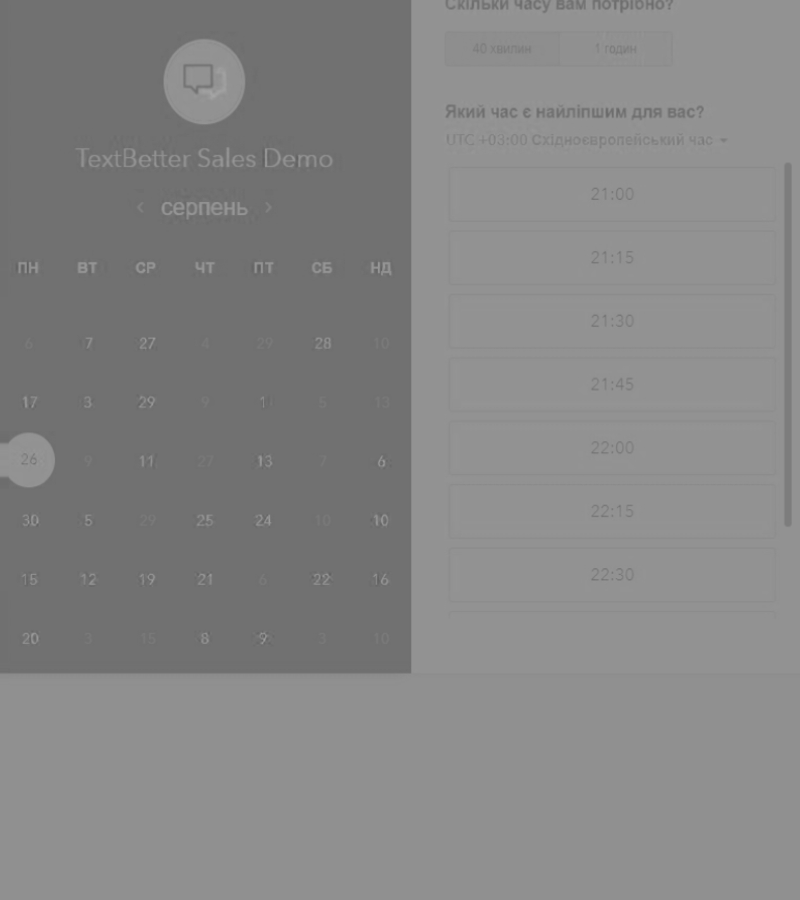 TextBetter Sales Demo
‹ серпень ›
ПН ВТ СР ЧТ ПТ СБ НД
6 7 27 4 29 28 10
17 3 29 9 1 6 13
26 9 11 27 13 7 6
30 5 29 25 24 10 10
15 12 19 21 6 22 16
20 3 15 8 9 3 10
Скільки часу вам потрібно?
40 хвилин 1 годин
Який час є найліпшим для вас?
UTC +03:00 Східноєвропейський час
21:00
21:15
21:30
21:45
22:00
22:15
22:30